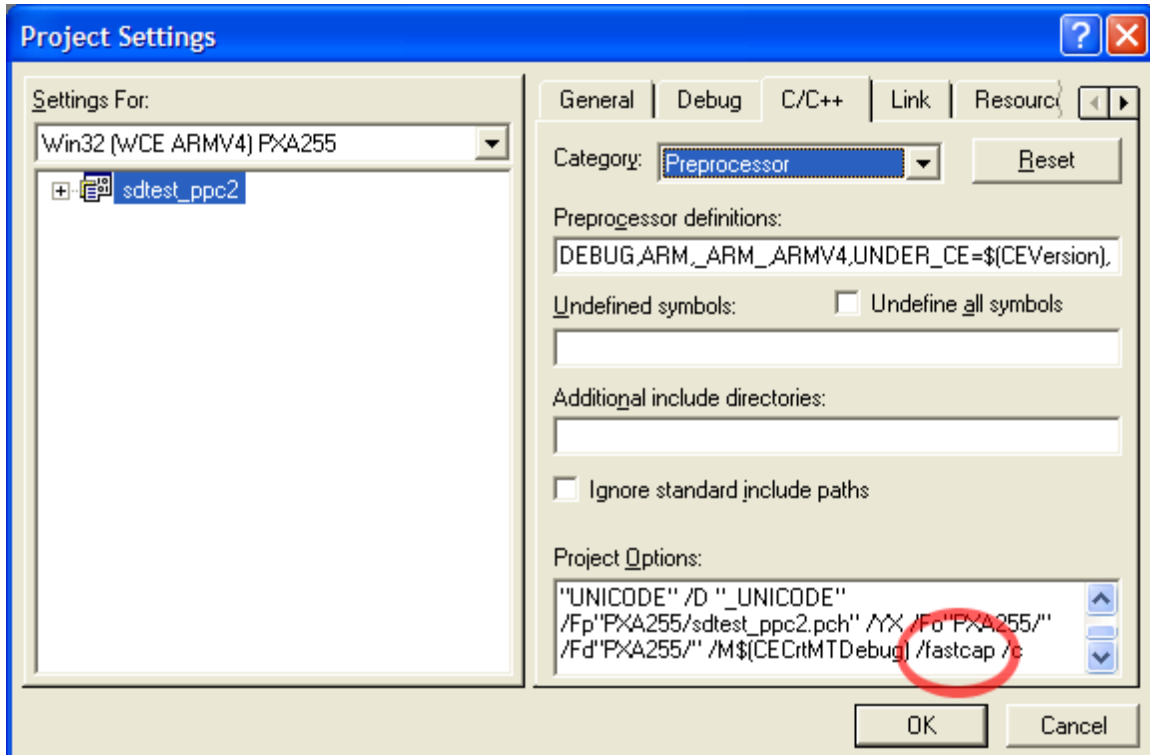 Project Settings
Settings For:
Win32 (WCE ARMV4) PXA255
sdtest_ppc2
General Debug C/C++ Link Resourc
Category: Preprocessor Reset
Preprocessor definitions:
DEBUG,ARM,_ARM_,ARMV4,UNDER_CE=$(CEVersion),
Undefined symbols: Undefine all symbols
Additional include directories:
Ignore standard include paths
Project Options:
"UNICODE" /D "_UNICODE"
/Fp"PXA255/sdtest_ppc2.pch" /YX /Fo"PXA255/"
/Fd"PXA255/" /M$(CECrtMTDebug) /fastcap /c
OK Cancel